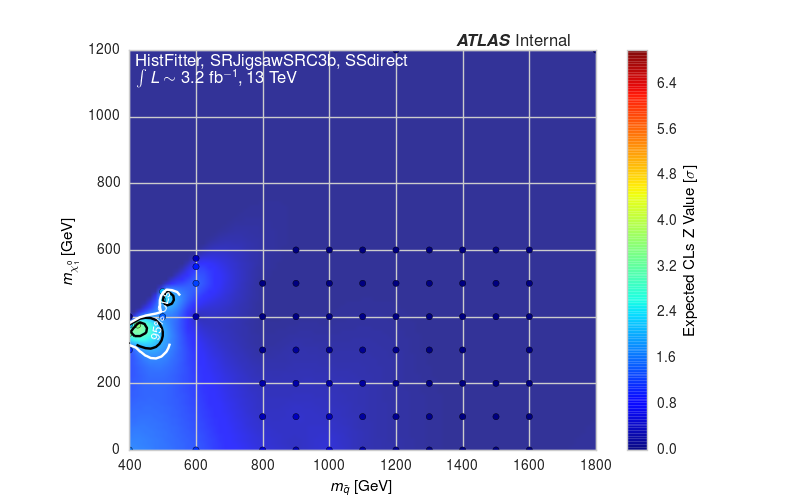 ATLAS Internal
HistFitter, SRJigsawSRC3b, SSdirect
∫ L ∼ 3.2 fb⁻¹, 13 TeV
1200
1000
800
600
400
200
0
400 600 800 1000 1200 1400 1600 1800
m_q̃ [GeV]
m_χ̃₁⁰ [GeV]
6.4
5.6
4.8
4.0
3.2
2.4
1.6
0.8
0.0
Expected CLs Z Value [σ]